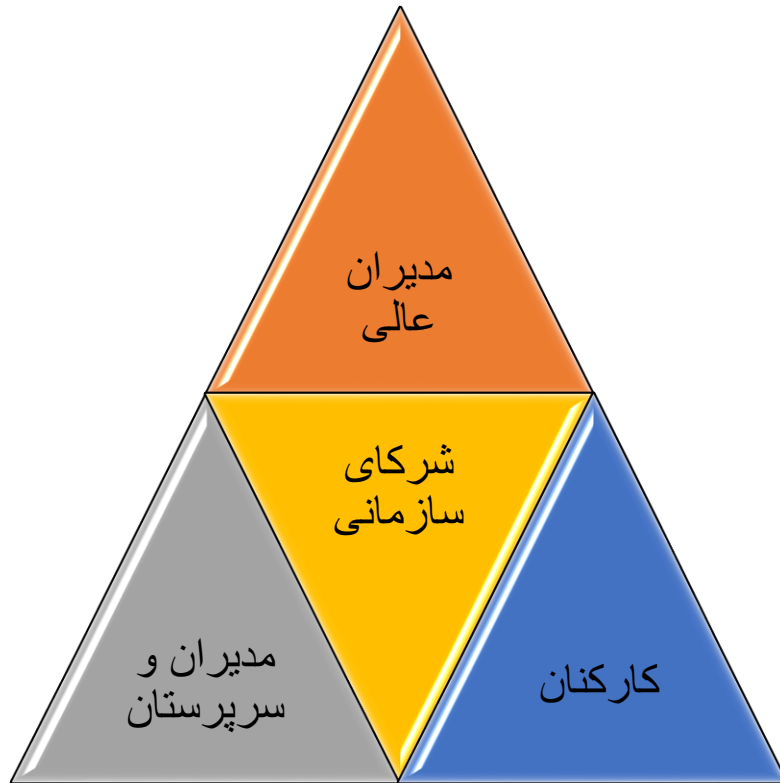 مدیران
عالی
شرکای
سازمانی
مدیران و
سرپرستان
کارکنان